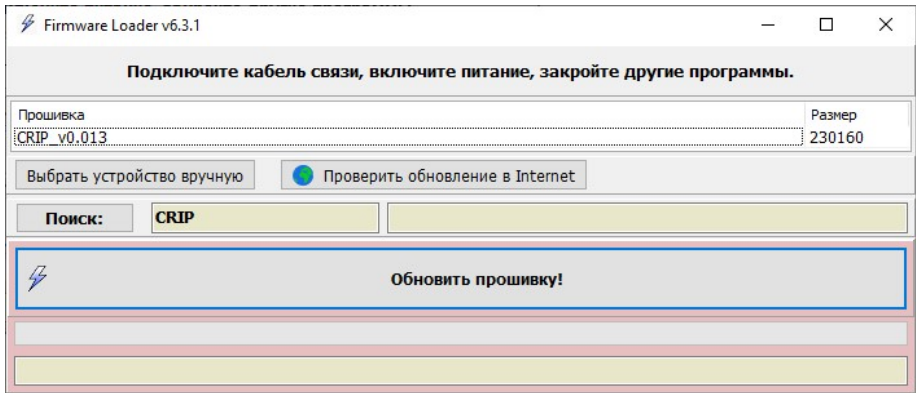 Firmware Loader v6.3.1
Подключите кабель связи, включите питание, закройте другие программы.
Прошивка Размер
CRIP_v0.013 230160
Выбрать устройство вручную Проверить обновление в Internet
Поиск: CRIP
Обновить прошивку!